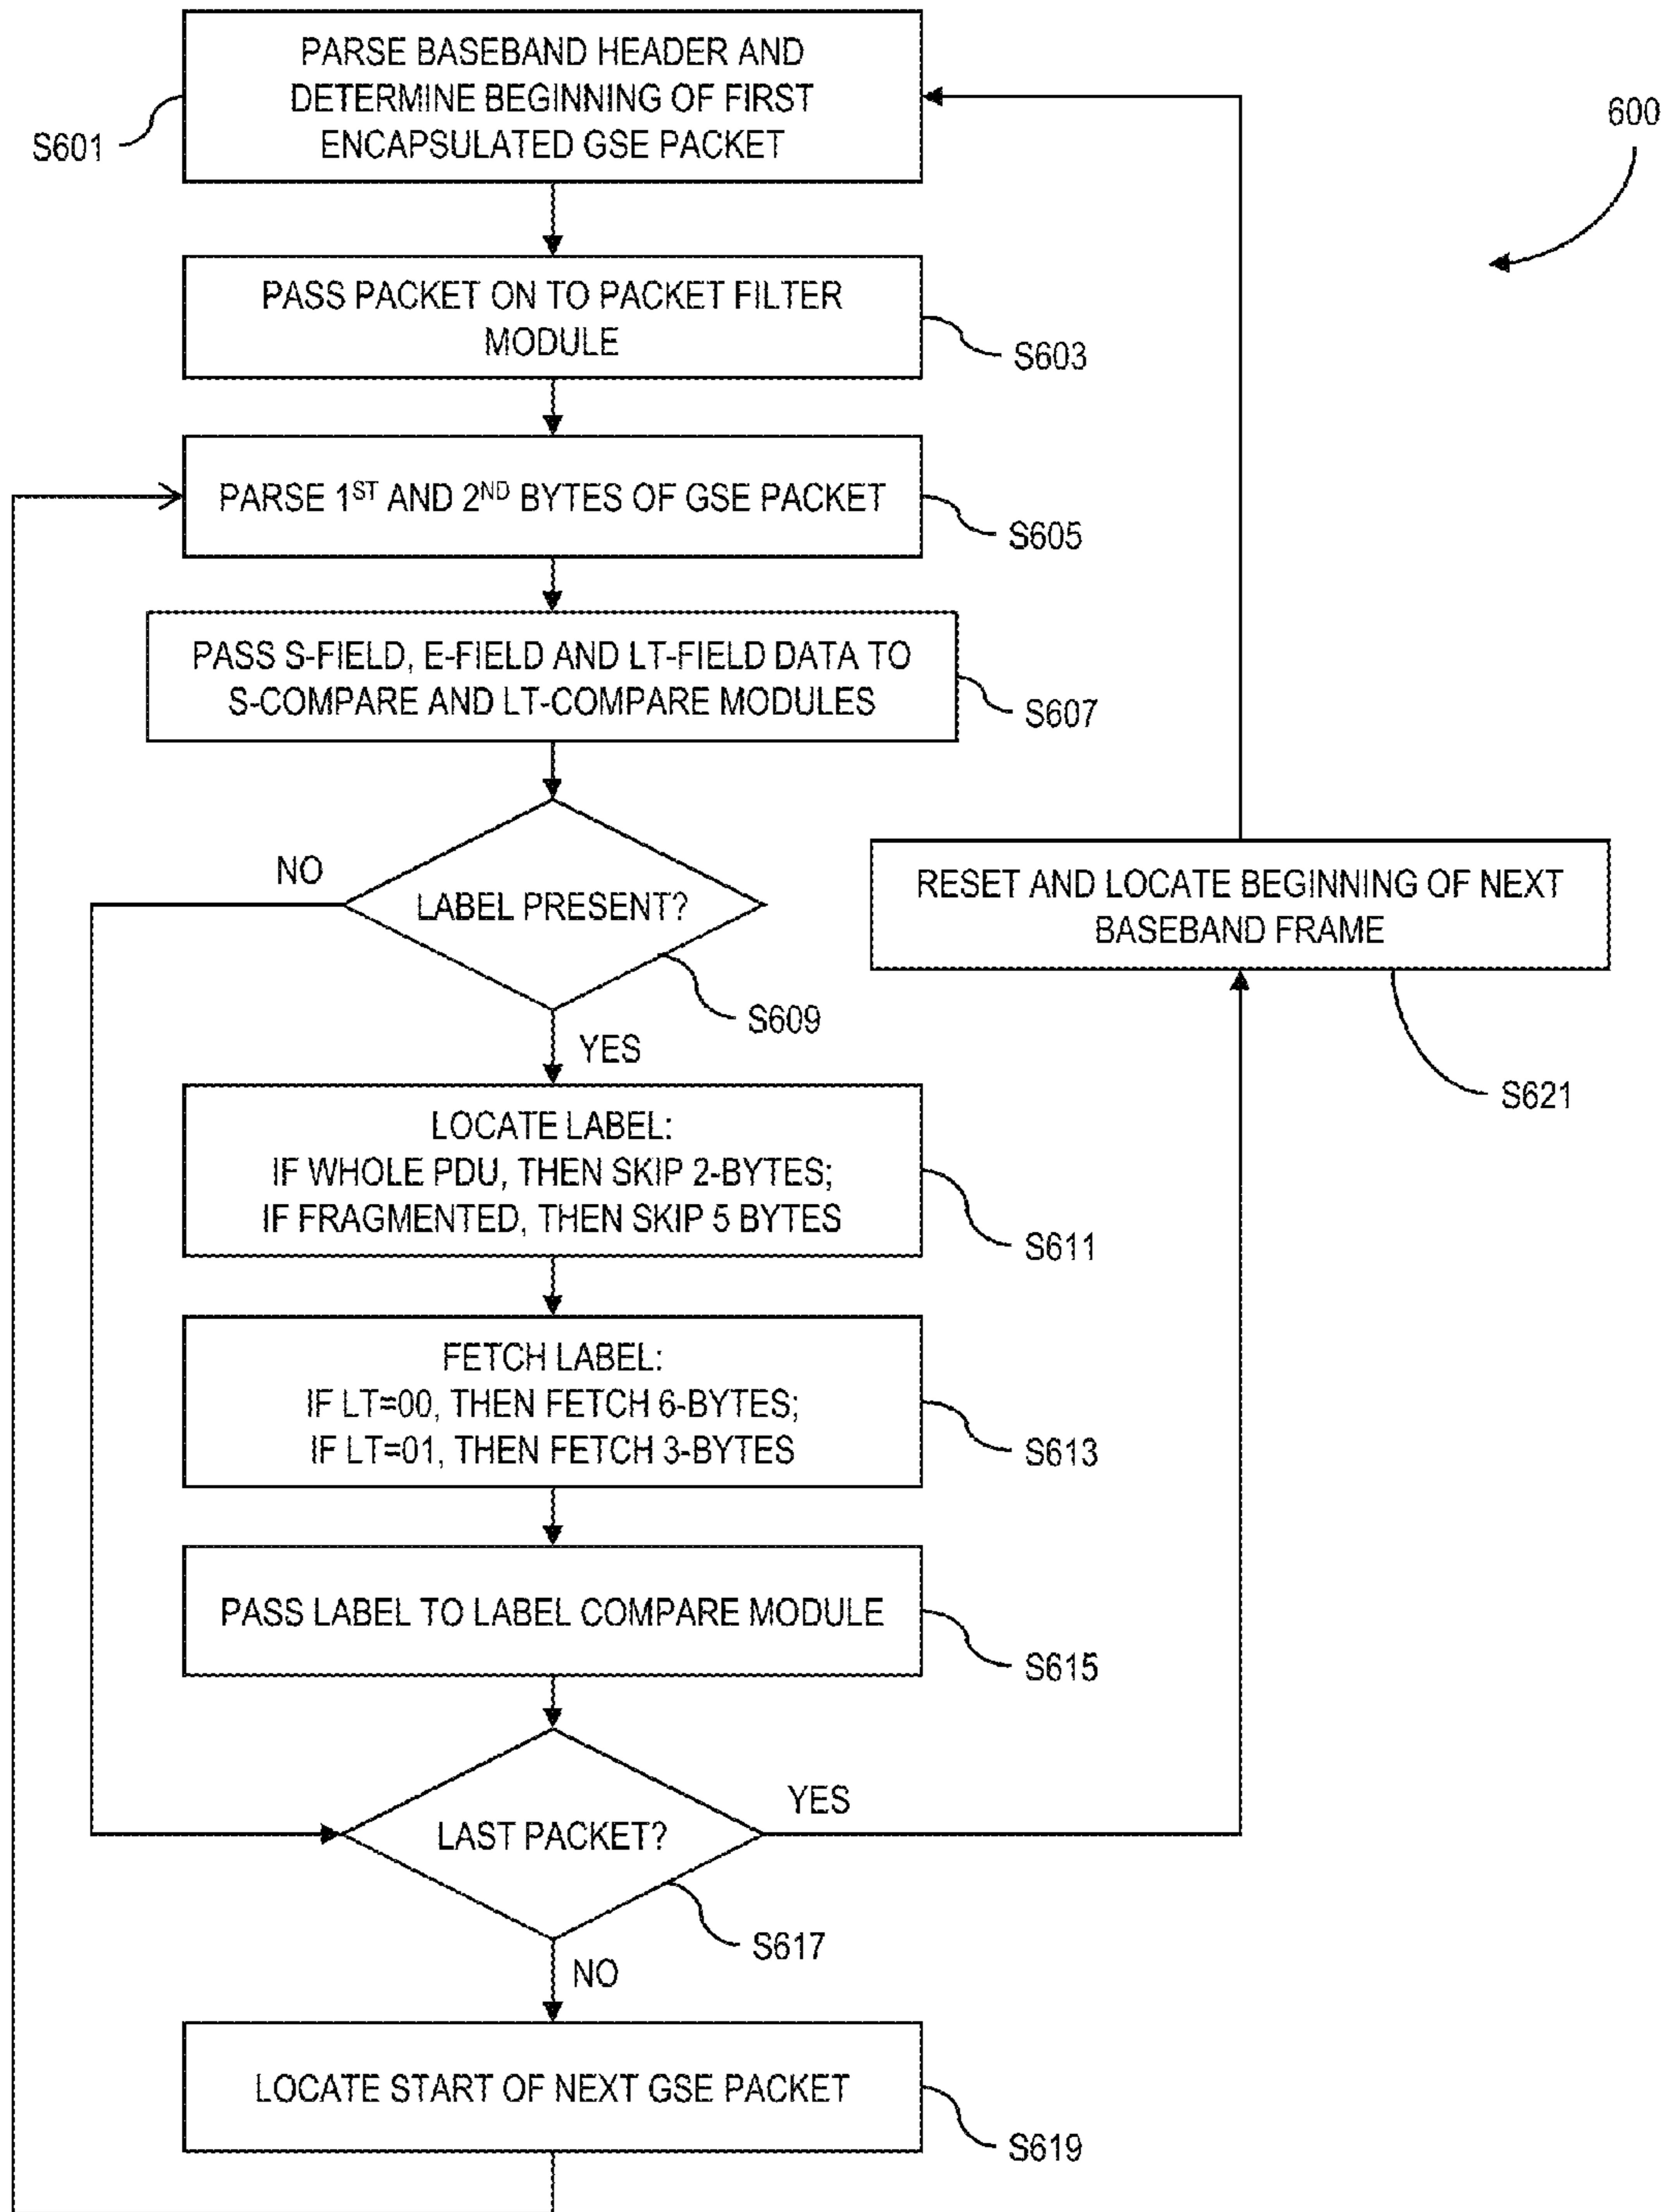 PARSE BASEBAND HEADER AND
DETERMINE BEGINNING OF FIRST
ENCAPSULATED GSE PACKET
S601
600
PASS PACKET ON TO PACKET FILTER
MODULE
S603
PARSE 1ST AND 2ND BYTES OF GSE PACKET
S605
PASS S-FIELD, E-FIELD AND LT-FIELD DATA TO
S-COMPARE AND LT-COMPARE MODULES
S607
NO
LABEL PRESENT?
S609
YES
RESET AND LOCATE BEGINNING OF NEXT
BASEBAND FRAME
S621
LOCATE LABEL:
IF WHOLE PDU, THEN SKIP 2-BYTES;
IF FRAGMENTED, THEN SKIP 5 BYTES
S611
FETCH LABEL:
IF LT=00, THEN FETCH 6-BYTES;
IF LT=01, THEN FETCH 3-BYTES
S613
PASS LABEL TO LABEL COMPARE MODULE
S615
LAST PACKET?
YES
S617
NO
LOCATE START OF NEXT GSE PACKET
S619